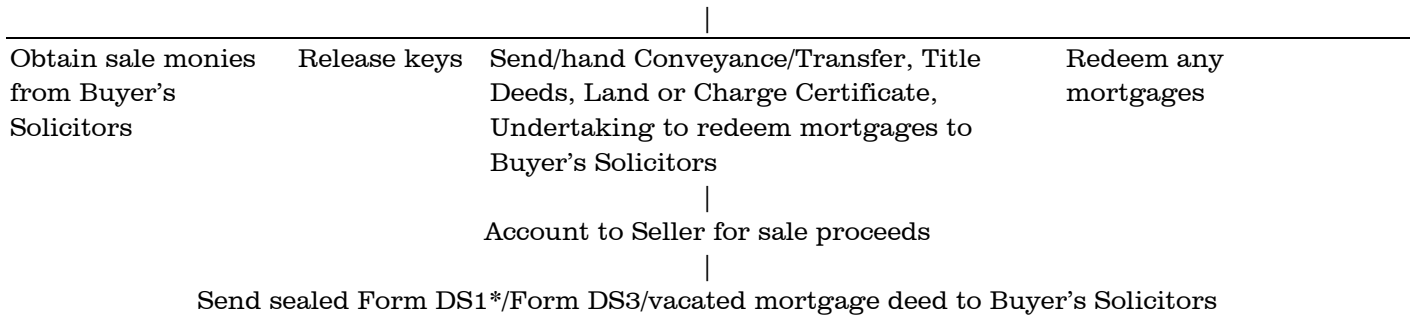 Obtain sale monies
from Buyer's
Solicitors
Release keys
Send/hand Conveyance/Transfer, Title
Deeds, Land or Charge Certificate,
Undertaking to redeem mortgages to
Buyer's Solicitors
Redeem any
mortgages
Account to Seller for sale proceeds
Send sealed Form DS1*/Form DS3/vacated mortgage deed to Buyer's Solicitors